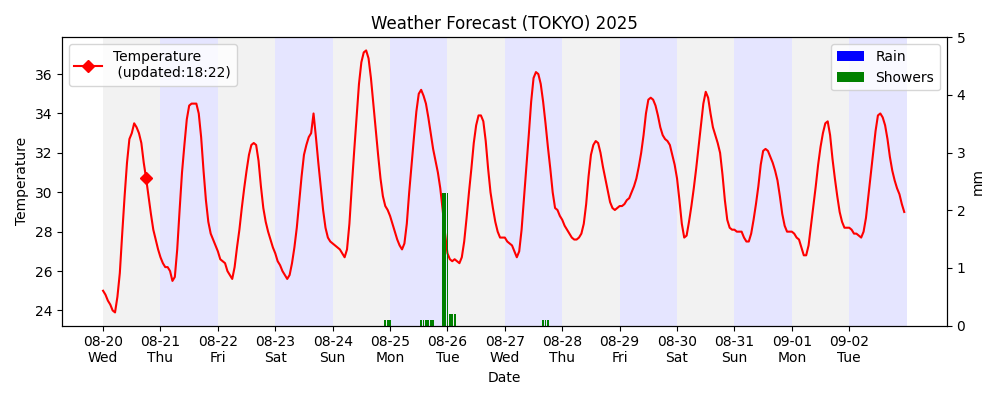 Weather Forecast (TOKYO) 2025
Temperature
(updated:18:22)
Rain
Showers
Temperature
36
34
32
30
28
26
24
5
4
3
2
1
0
mm
08-20 08-21 08-22 08-23 08-24 08-25 08-26 08-27 08-28 08-29 08-30 08-31 09-01 09-02
Wed Thu Fri Sat Sun Mon Tue Wed Thu Fri Sat Sun Mon Tue
Date